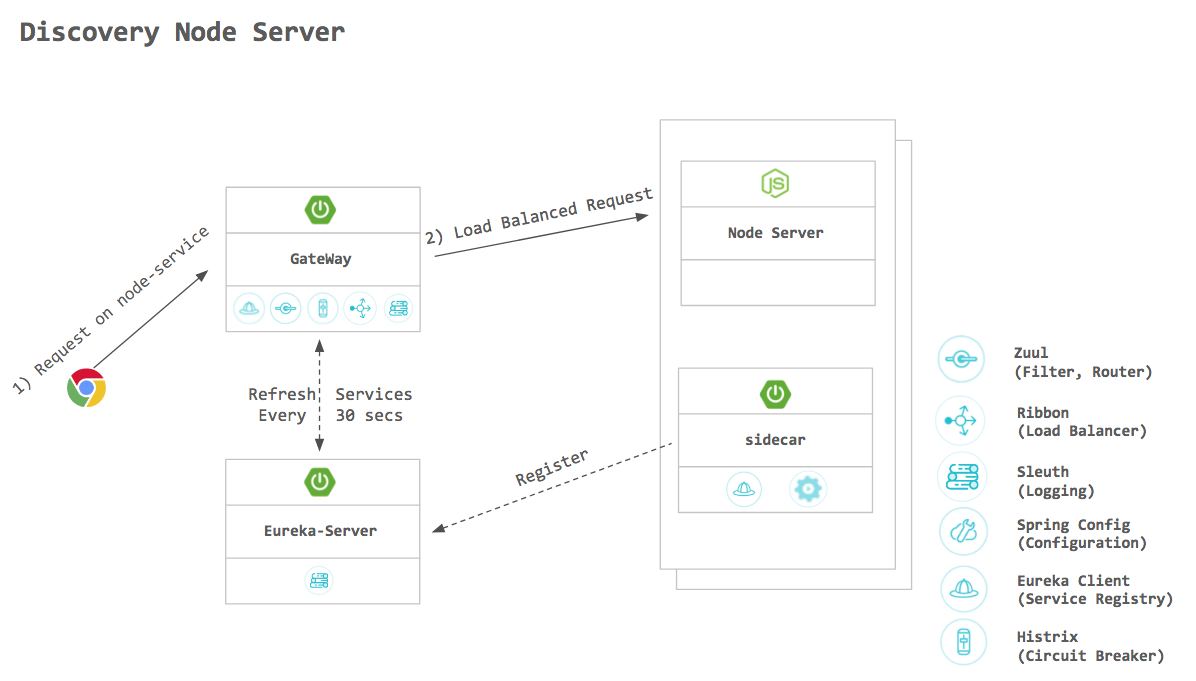 Discovery Node Server
1) Request on node-service
GateWay
2) Load Balanced Request
JS
Node Server
Refresh Services
Every 30 secs
Eureka-Server
Register
sidecar
Zuul
(Filter, Router)
Ribbon
(Load Balancer)
Sleuth
(Logging)
Spring Config
(Configuration)
Eureka Client
(Service Registry)
Histrix
(Circuit Breaker)